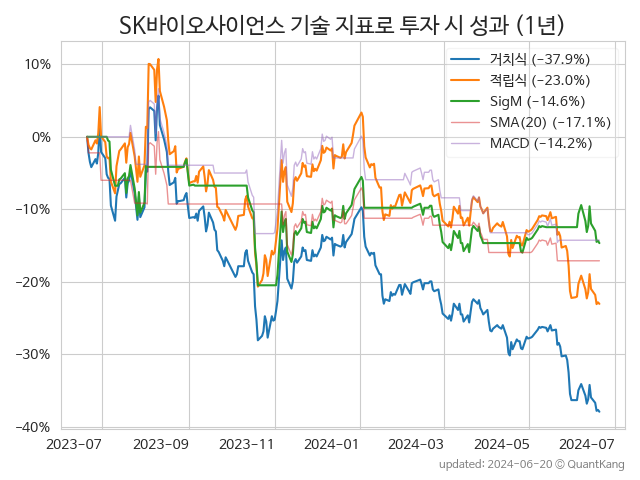 SK바이오사이언스 기술 지표로 투자 시 성과 (1년)
거치식 (−37.9%)
적립식 (−23.0%)
SigM (−14.6%)
SMA(20) (−17.1%)
MACD (−14.2%)
10%
0%
−10%
−20%
−30%
−40%
2023-07 2023-09 2023-11 2024-01 2024-03 2024-05 2024-07
updated: 2024-06-20 © QuantKang